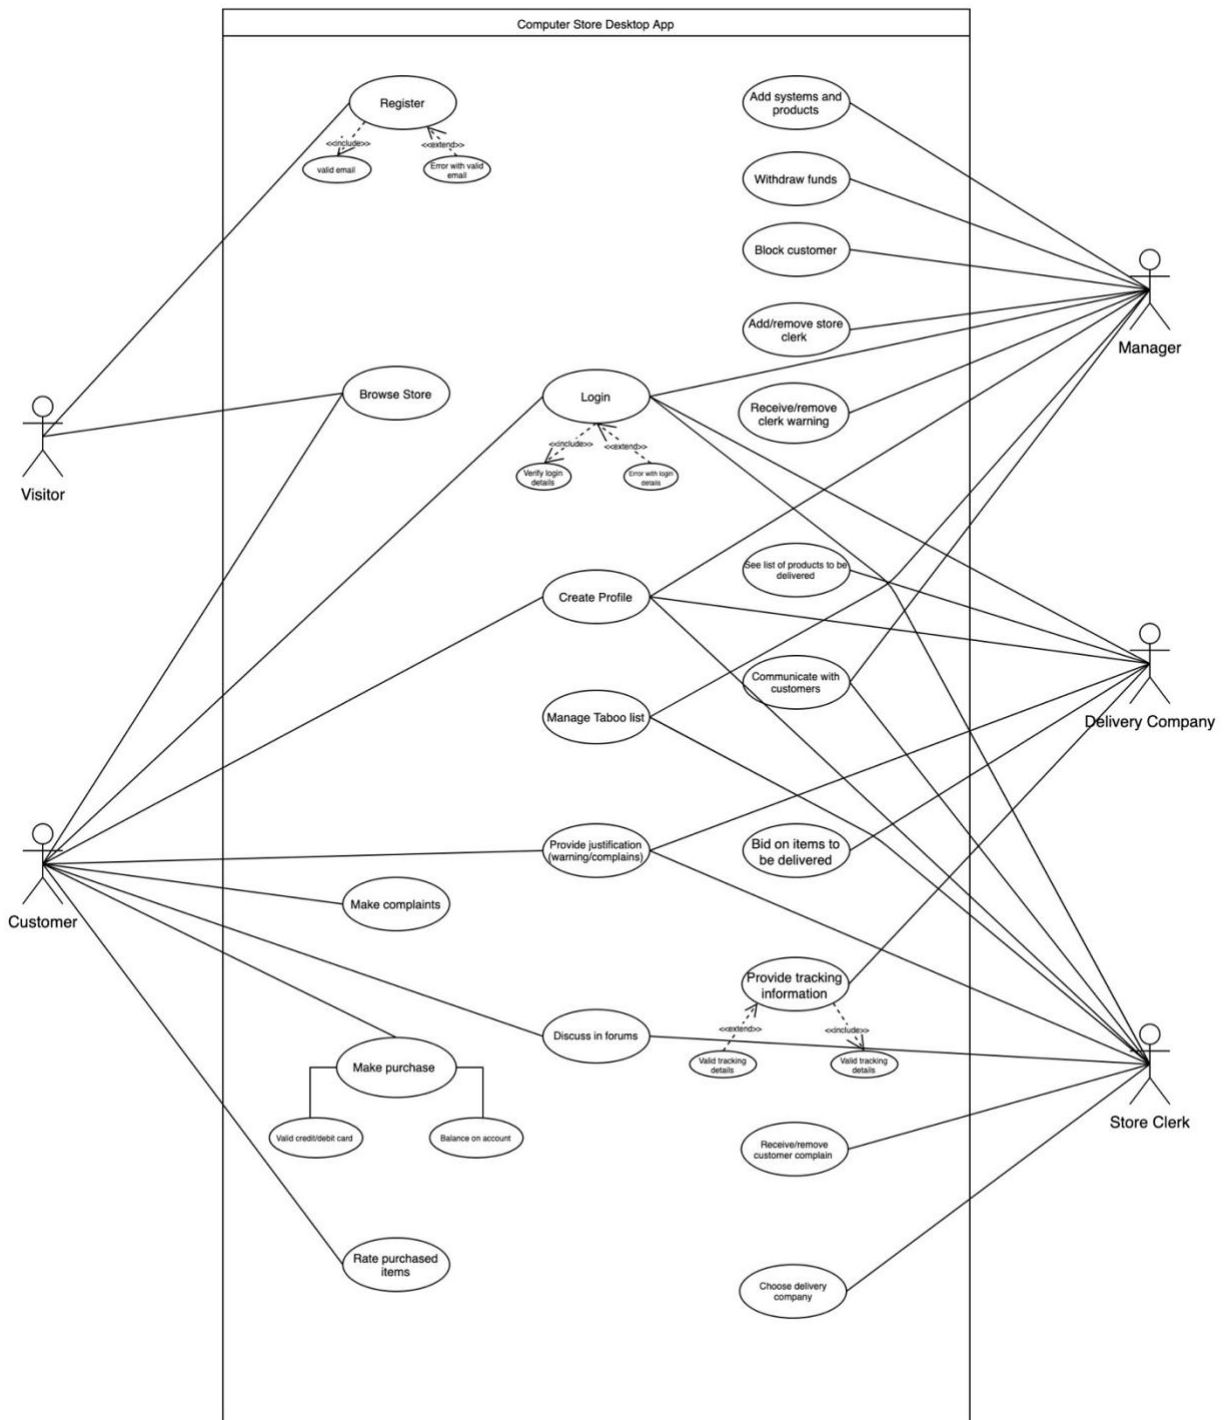 Computer Store Desktop App
Register
<<include>>
<<extend>>
valid email
Error with valid
email
Add systems and
products
Withdraw funds
Block customer
Manager
Add/remove store
clerk
Browse Store
Login
Receive/remove
clerk warning
<<include>>
<<extend>>
Verify login
details
Error with login
details
Visitor
See list of products to be
delivered
Create Profile
Communicate with
customers
Manage Taboo list
Delivery Company
Provide justification
(warning/complains)
Bid on items to
be delivered
Make complaints
Customer
Provide tracking
information
<<extend>>
<<include>>
Valid tracking
details
Valid tracking
details
Discuss in forums
Make purchase
Valid credit/debit card
Balance on account
Store Clerk
Receive/remove
customer complain
Rate purchased
items
Choose delivery
company